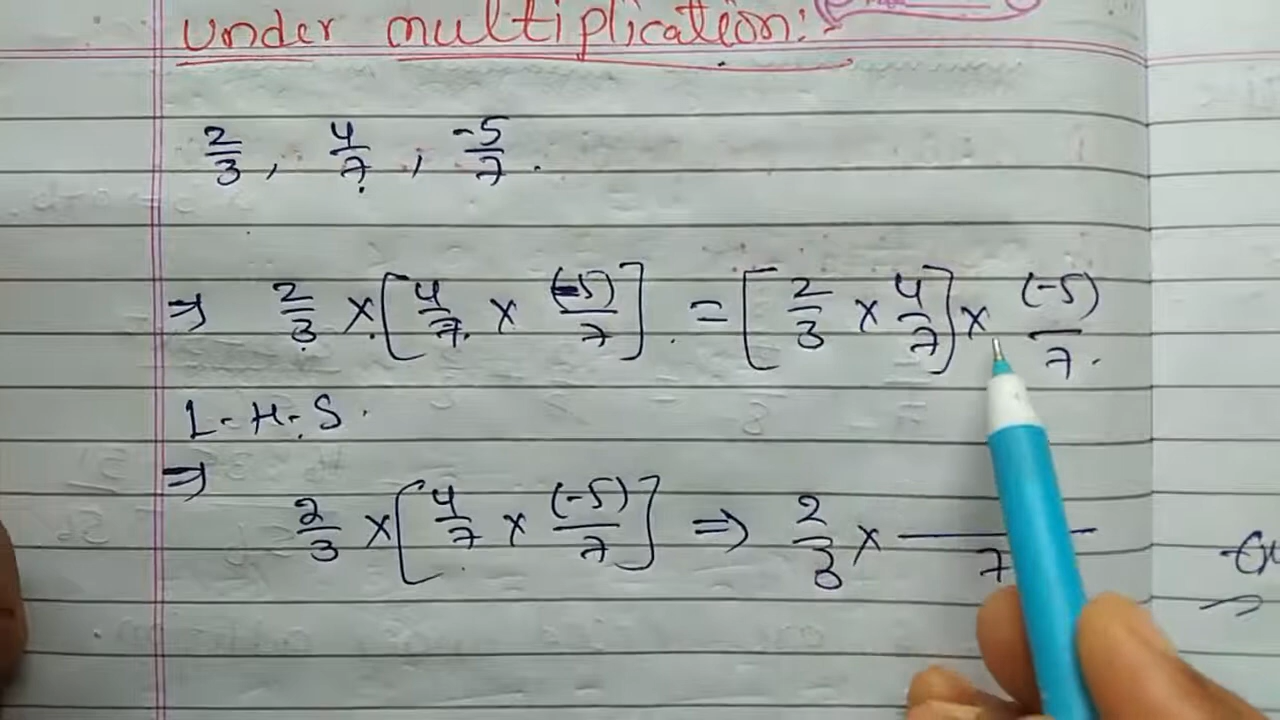 under multiplication:-
2/3, 4/7, -5/7.
⇒ 2/3 × [4/7 × (-5)/7]. = [2/3 × 4/7] × (-5)/7.
L-H-S.
⇒
2/3 × [4/7 × (-5)/7] ⇒ 2/3 × /7